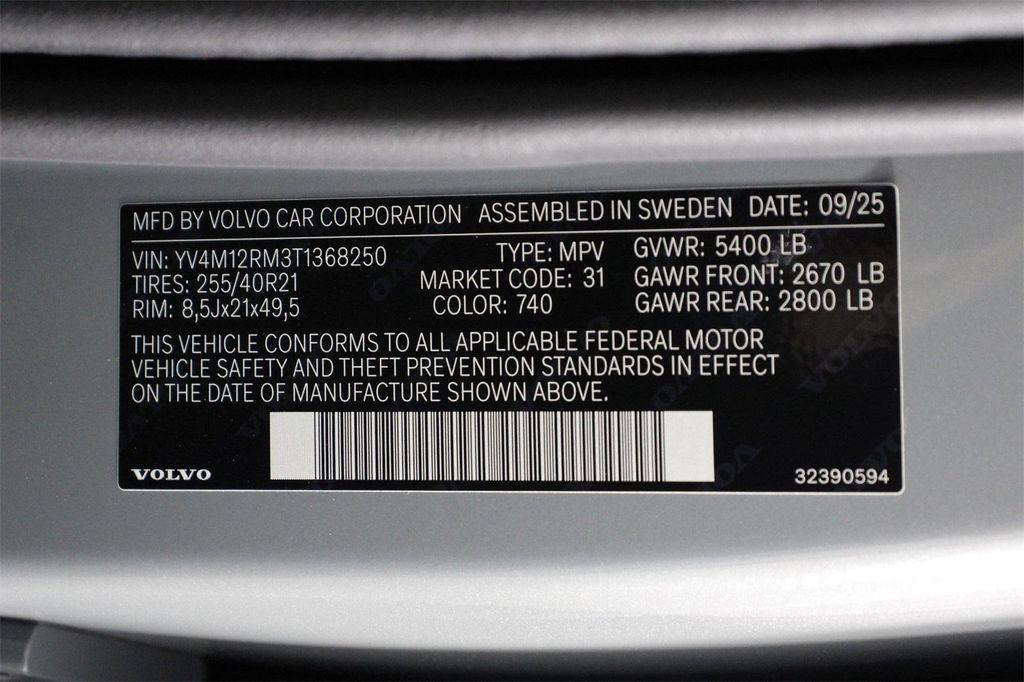 MFD BY VOLVO CAR CORPORATION ASSEMBLED IN SWEDEN DATE: 09/25
VIN: YV4M12RM3T1368250 TYPE: MPV GVWR: 5400 LB
TIRES: 255/40R21 MARKET CODE: 31 GAWR FRONT: 2670 LB
RIM: 8,5Jx21x49,5 COLOR: 740 GAWR REAR: 2800 LB
THIS VEHICLE CONFORMS TO ALL APPLICABLE FEDERAL MOTOR
VEHICLE SAFETY AND THEFT PREVENTION STANDARDS IN EFFECT
ON THE DATE OF MANUFACTURE SHOWN ABOVE.
VOLVO 32390594